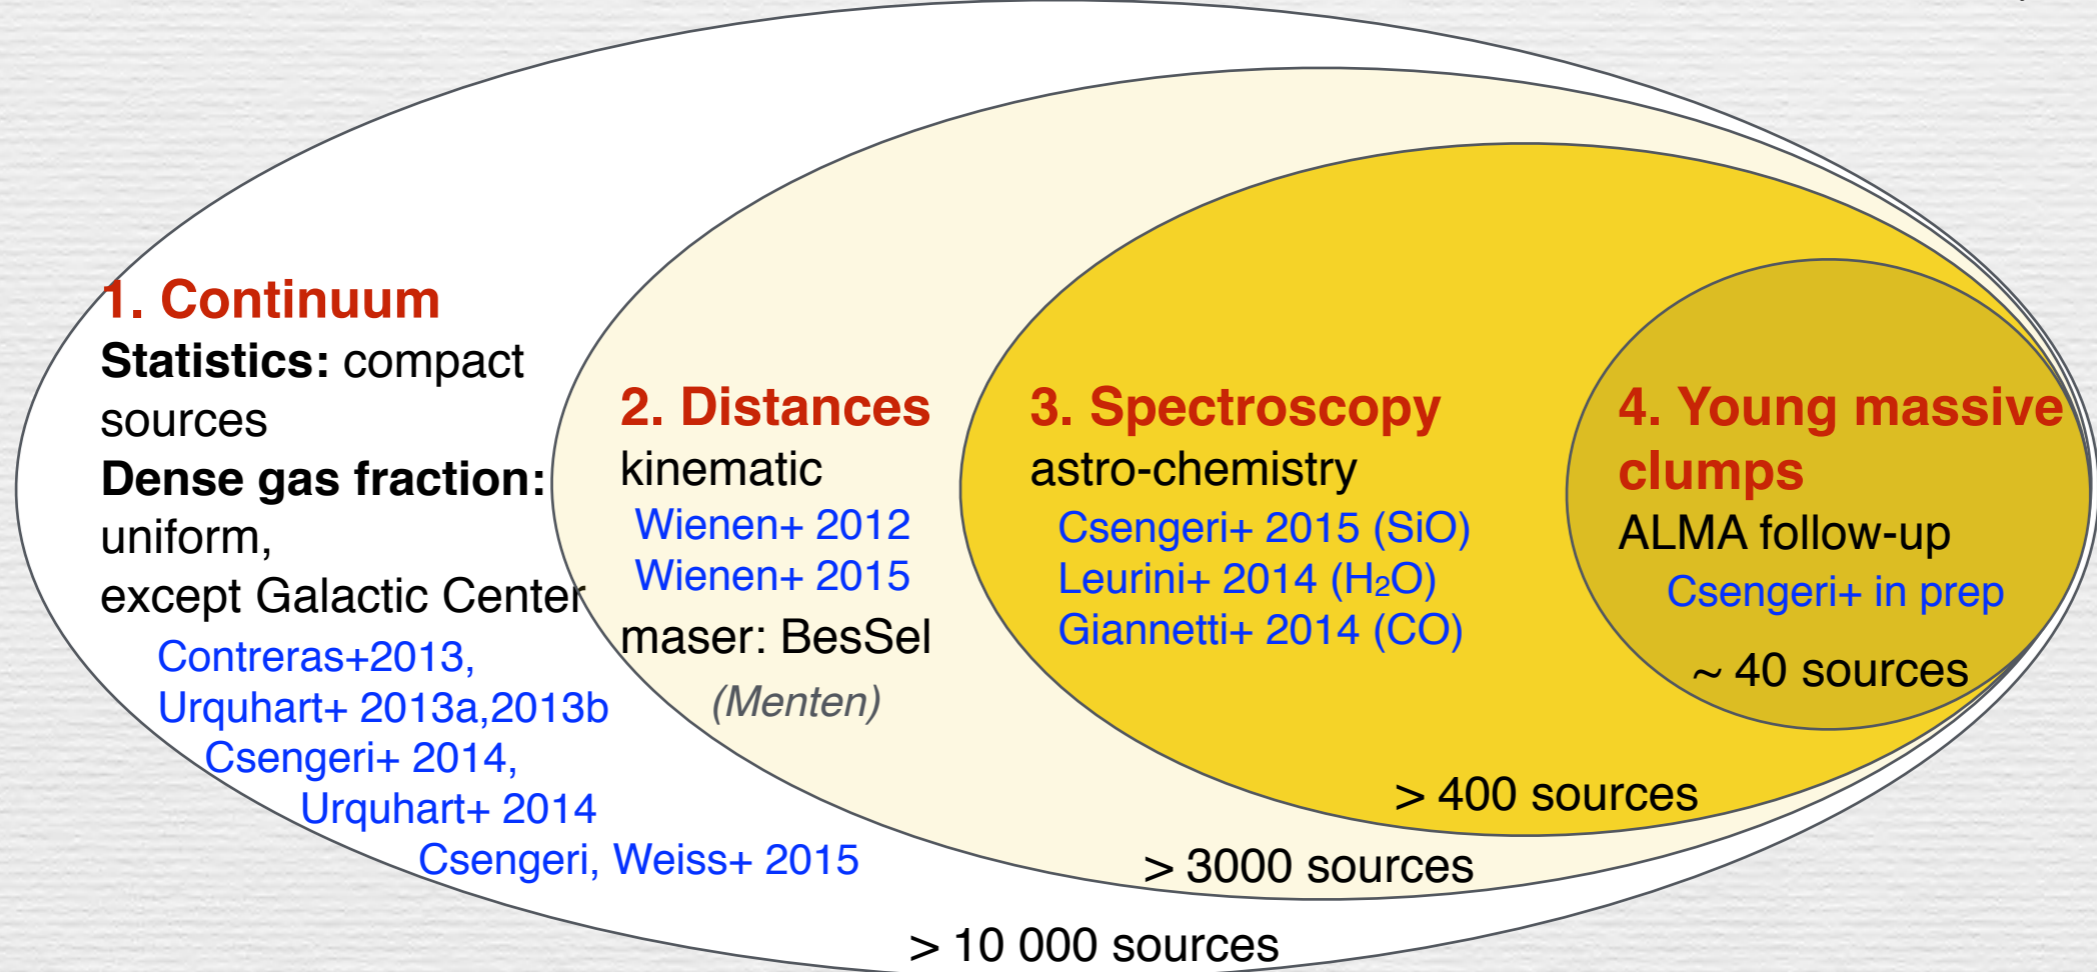 1. Continuum
Statistics: compact
sources
Dense gas fraction:
uniform,
except Galactic Center
Contreras+2013,
Urquhart+ 2013a,2013b
Csengeri+ 2014,
Urquhart+ 2014
Csengeri, Weiss+ 2015
> 10 000 sources
2. Distances
kinematic
Wienen+ 2012
Wienen+ 2015
maser: BesSel
(Menten)
> 3000 sources
3. Spectroscopy
astro-chemistry
Csengeri+ 2015 (SiO)
Leurini+ 2014 (H₂O)
Giannetti+ 2014 (CO)
> 400 sources
4. Young massive
clumps
ALMA follow-up
Csengeri+ in prep
~ 40 sources